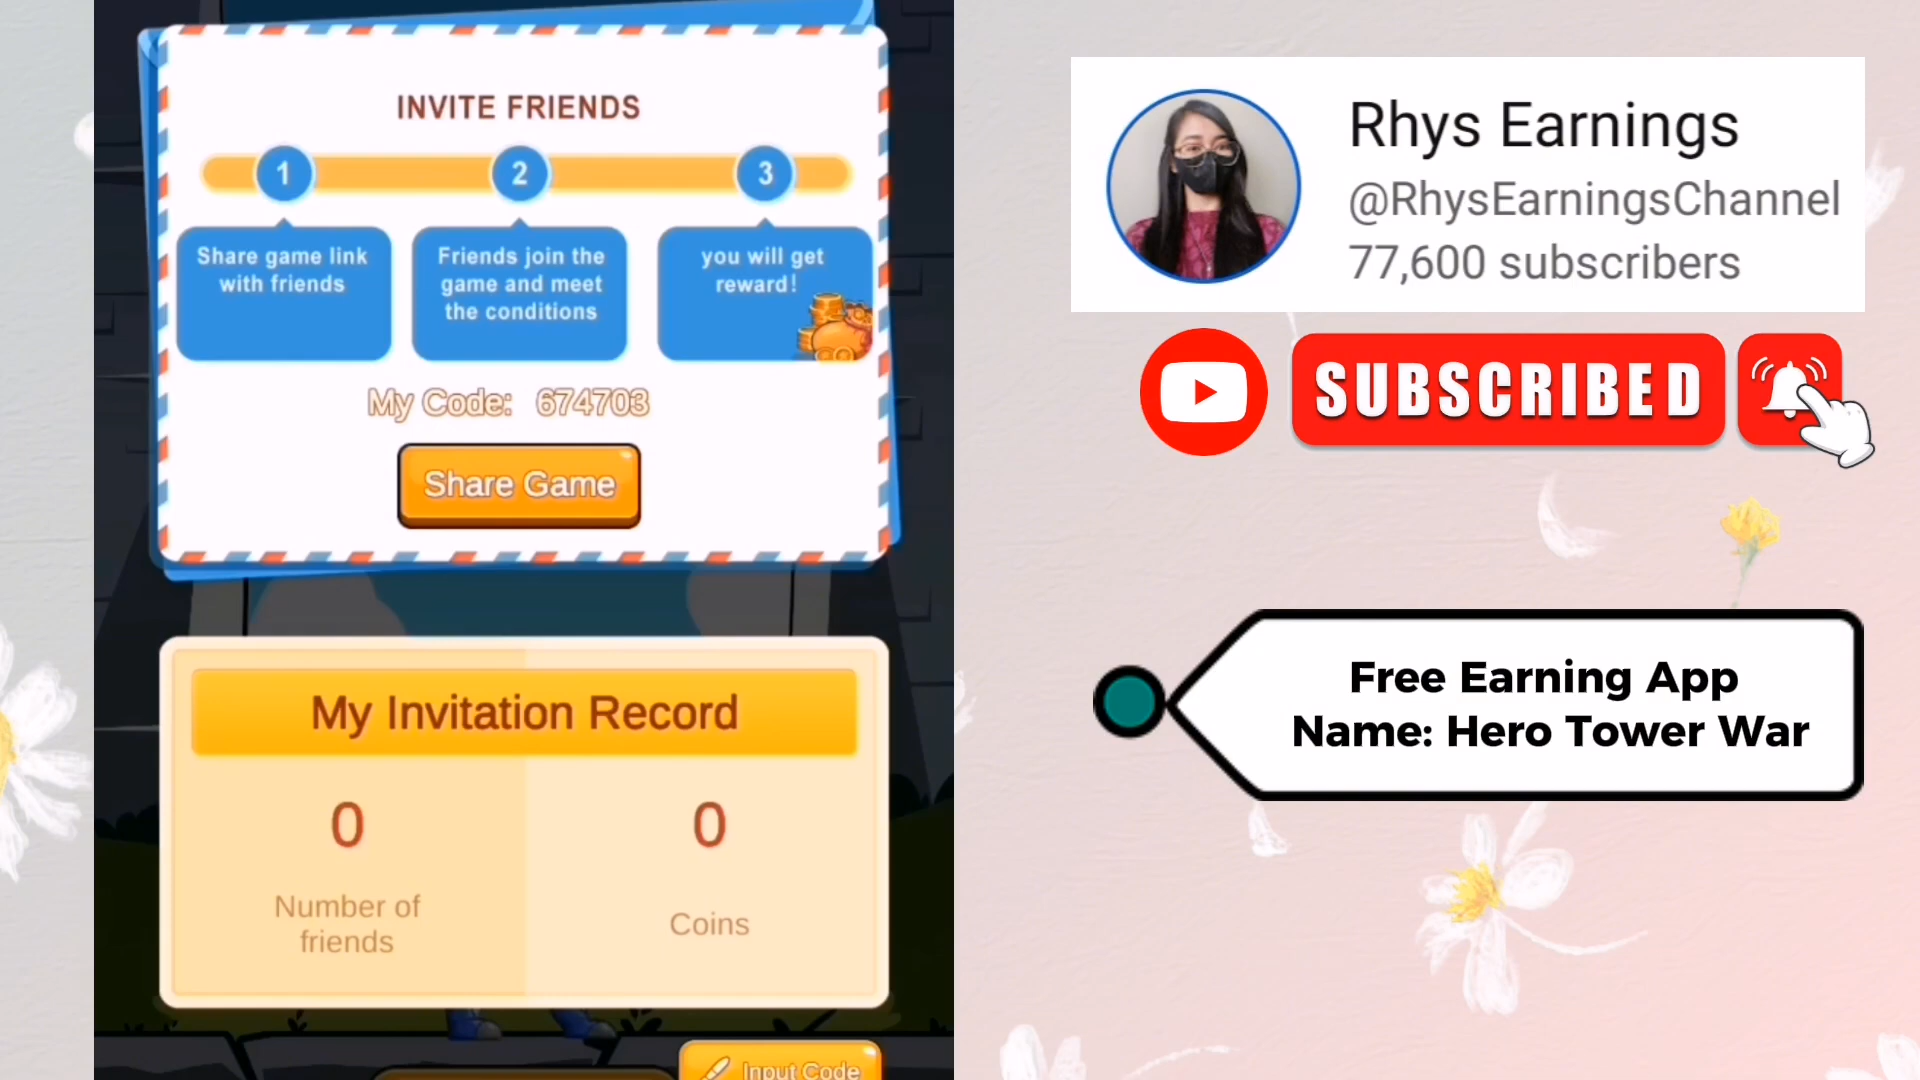 INVITE FRIENDS
1
2
3
Share game link
with friends
Friends join the
game and meet
the conditions
you will get
reward!
My Code: 674703
Share Game
My Invitation Record
0
Number of
friends
0
Coins
Input Code
Rhys Earnings
@RhysEarningsChannel
77,600 subscribers
SUBSCRIBED
Free Earning App
Name: Hero Tower War